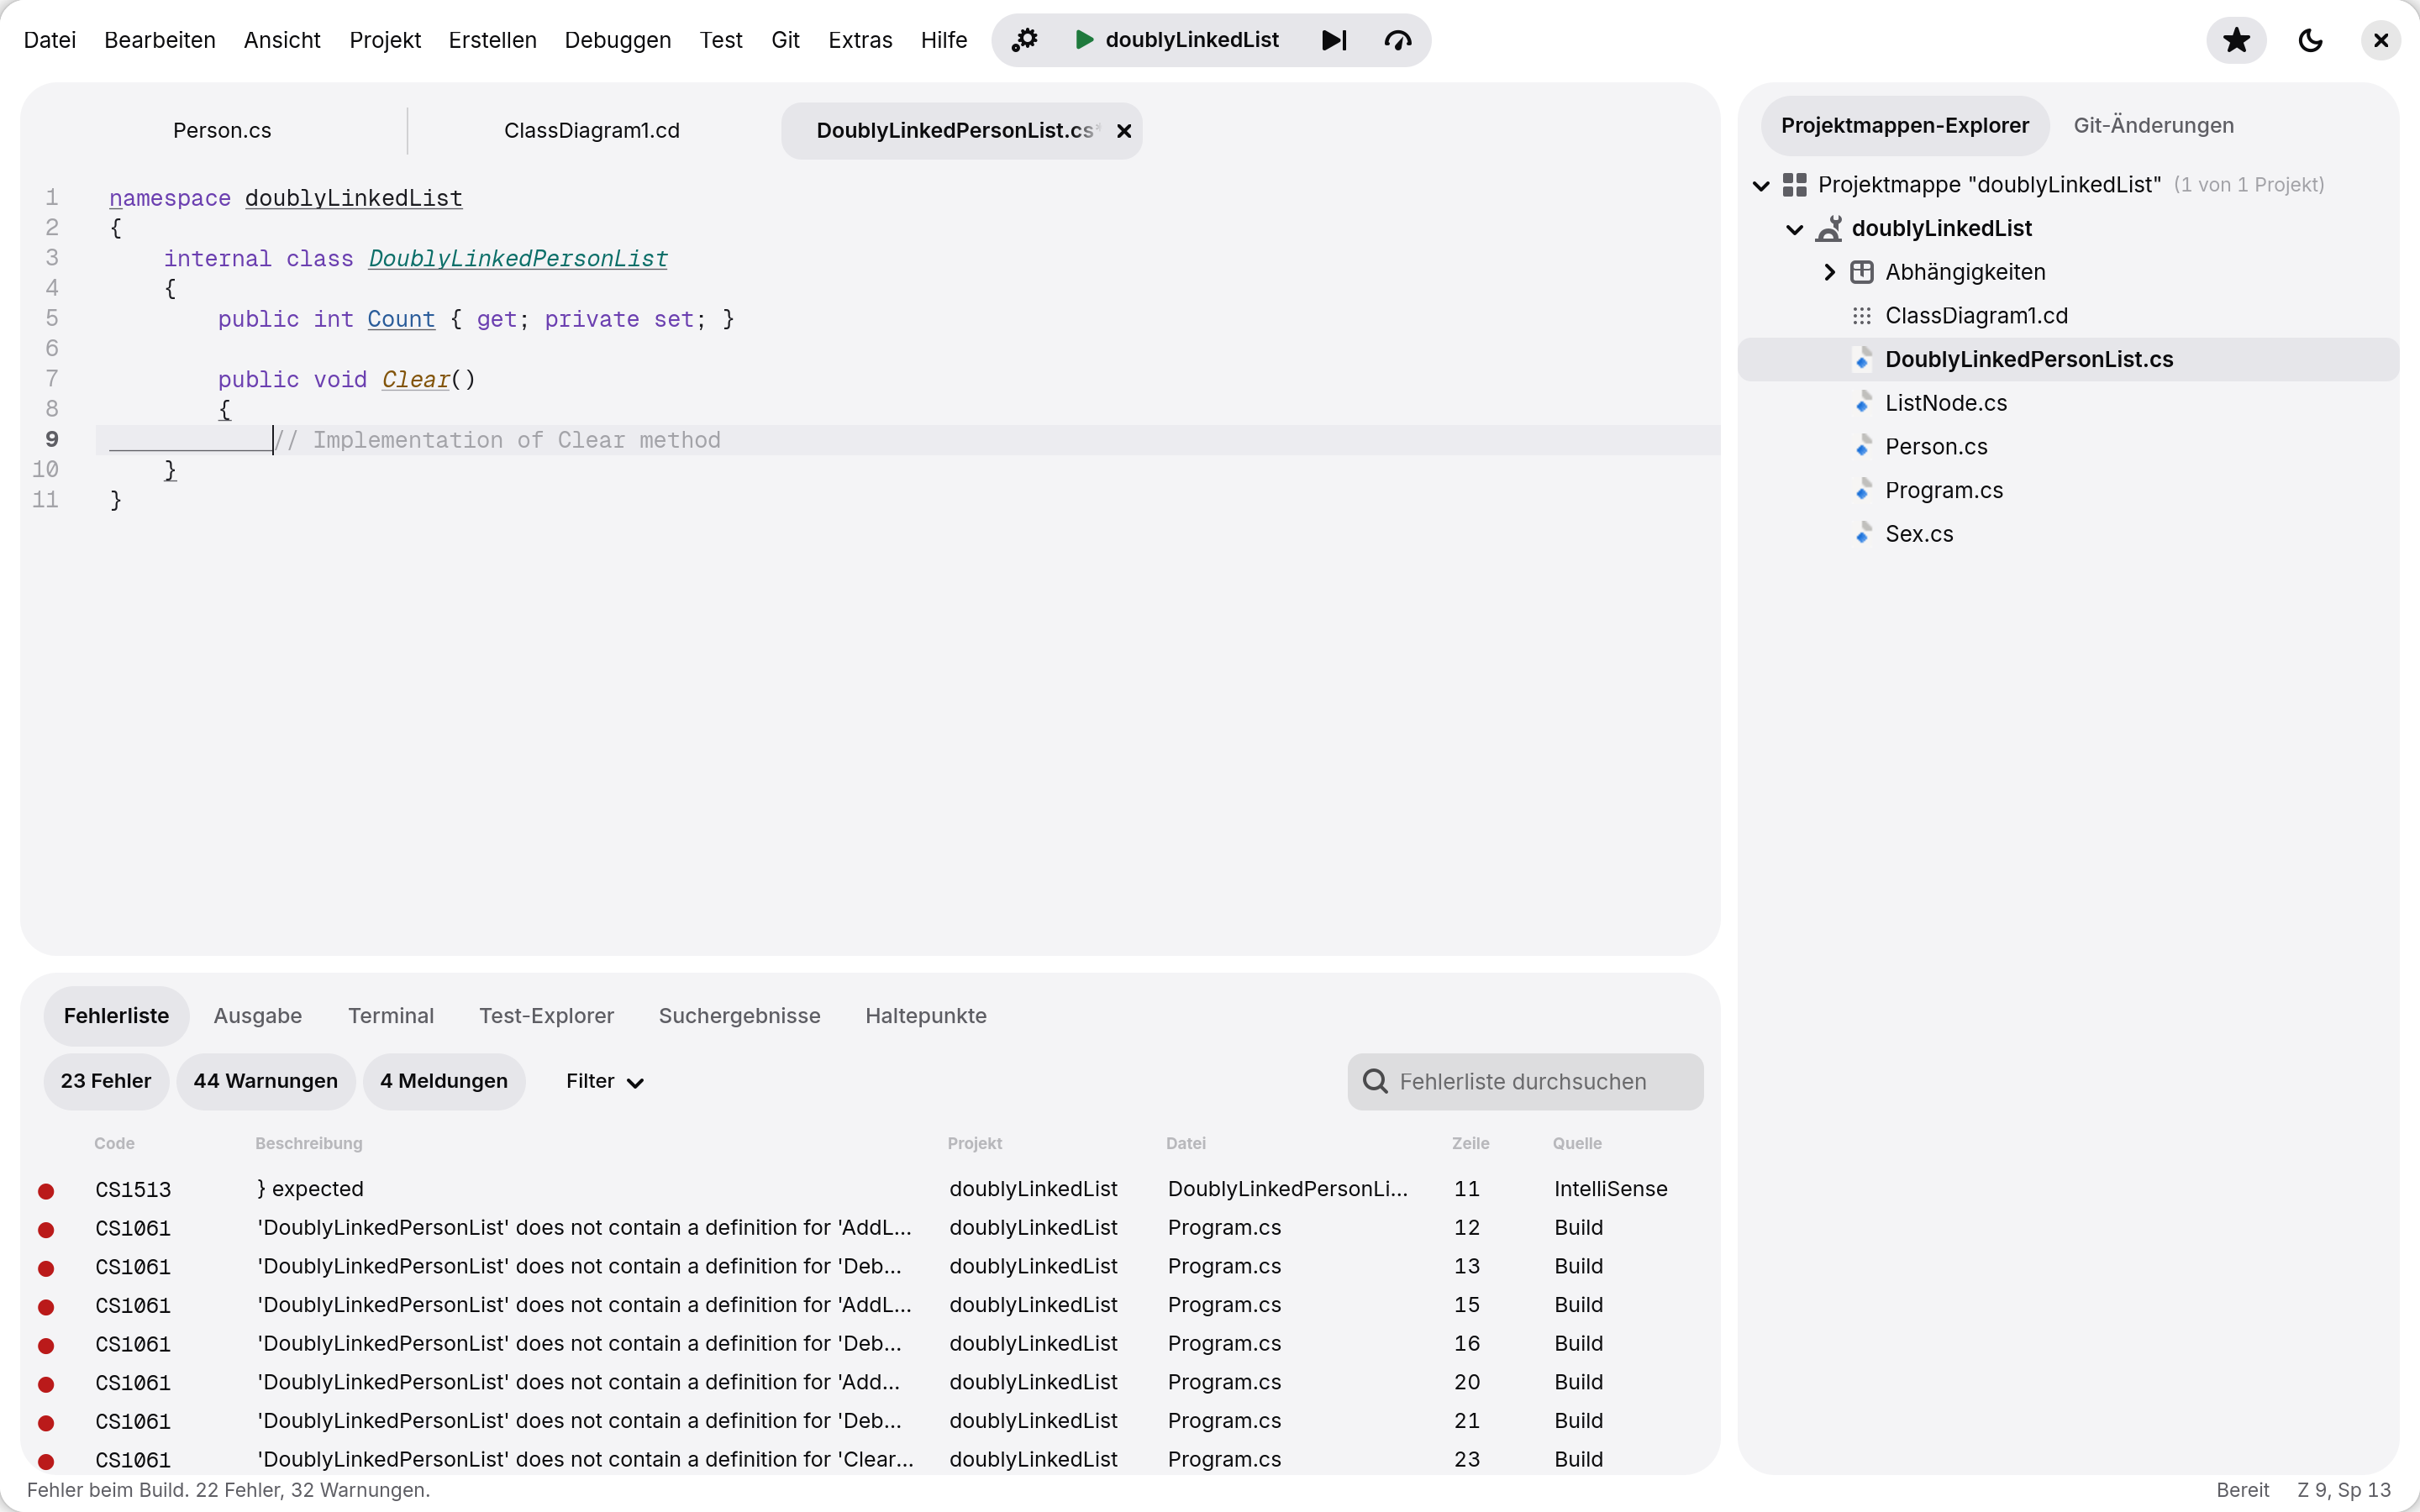 Datei Bearbeiten Ansicht Projekt Erstellen Debuggen Test Git Extras Hilfe doublyLinkedList
Person.cs ClassDiagram1.cd DoublyLinkedPersonList.cs*
1 namespace doublyLinkedList
2 {
3 internal class DoublyLinkedPersonList
4 {
5 public int Count { get; private set; }
6
7 public void Clear()
8 {
9 // Implementation of Clear method
10 }
11 }
Projektmappen-Explorer Git-Änderungen
Projektmappe "doublyLinkedList" (1 von 1 Projekt)
doublyLinkedList
Abhängigkeiten
ClassDiagram1.cd
DoublyLinkedPersonList.cs
ListNode.cs
Person.cs
Program.cs
Sex.cs
Fehlerliste Ausgabe Terminal Test-Explorer Suchergebnisse Haltepunkte
23 Fehler 44 Warnungen 4 Meldungen Filter Fehlerliste durchsuchen
Code Beschreibung Projekt Datei Zeile Quelle
CS1513 } expected doublyLinkedList DoublyLinkedPersonLi... 11 IntelliSense
CS1061 'DoublyLinkedPersonList' does not contain a definition for 'AddL... doublyLinkedList Program.cs 12 Build
CS1061 'DoublyLinkedPersonList' does not contain a definition for 'Deb... doublyLinkedList Program.cs 13 Build
CS1061 'DoublyLinkedPersonList' does not contain a definition for 'AddL... doublyLinkedList Program.cs 15 Build
CS1061 'DoublyLinkedPersonList' does not contain a definition for 'Deb... doublyLinkedList Program.cs 16 Build
CS1061 'DoublyLinkedPersonList' does not contain a definition for 'Add... doublyLinkedList Program.cs 20 Build
CS1061 'DoublyLinkedPersonList' does not contain a definition for 'Deb... doublyLinkedList Program.cs 21 Build
CS1061 'DoublyLinkedPersonList' does not contain a definition for 'Clear... doublyLinkedList Program.cs 23 Build
Fehler beim Build. 22 Fehler, 32 Warnungen. Bereit Z 9, Sp 13